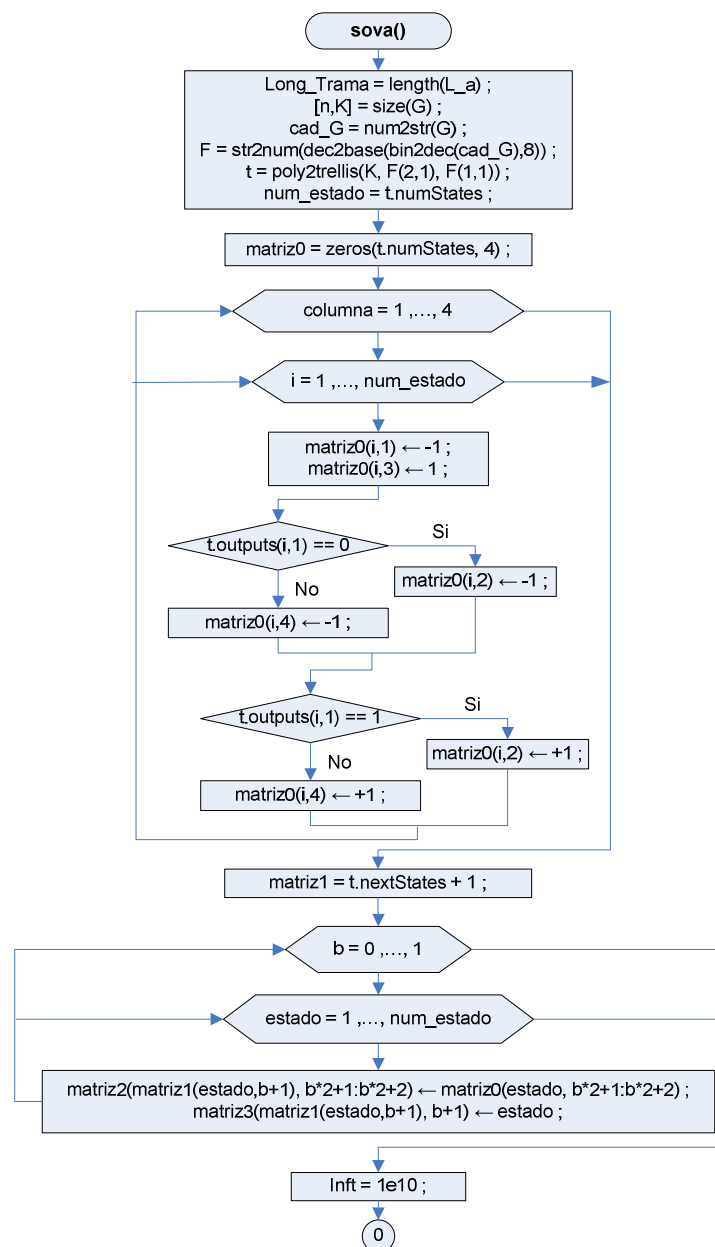 sova()
Long_Trama = length(L_a) ;
[n,K] = size(G) ;
cad_G = num2str(G) ;
F = str2num(dec2base(bin2dec(cad_G),8)) ;
t = poly2trellis(K, F(2,1), F(1,1)) ;
num_estado = t.numStates ;
matriz0 = zeros(t.numStates, 4) ;
columna = 1 ,…, 4
i = 1 ,…, num_estado
matriz0(i,1) ← -1 ;
matriz0(i,3) ← 1 ;
t.outputs(i,1) == 0
Si
matriz0(i,2) ← -1 ;
No
matriz0(i,4) ← -1 ;
t.outputs(i,1) == 1
Si
matriz0(i,2) ← +1 ;
No
matriz0(i,4) ← +1 ;
matriz1 = t.nextStates + 1 ;
b = 0 ,…, 1
estado = 1 ,…, num_estado
matriz2(matriz1(estado,b+1), b*2+1:b*2+2) ← matriz0(estado, b*2+1:b*2+2) ;
matriz3(matriz1(estado,b+1), b+1) ← estado ;
Inft = 1e10 ;
0